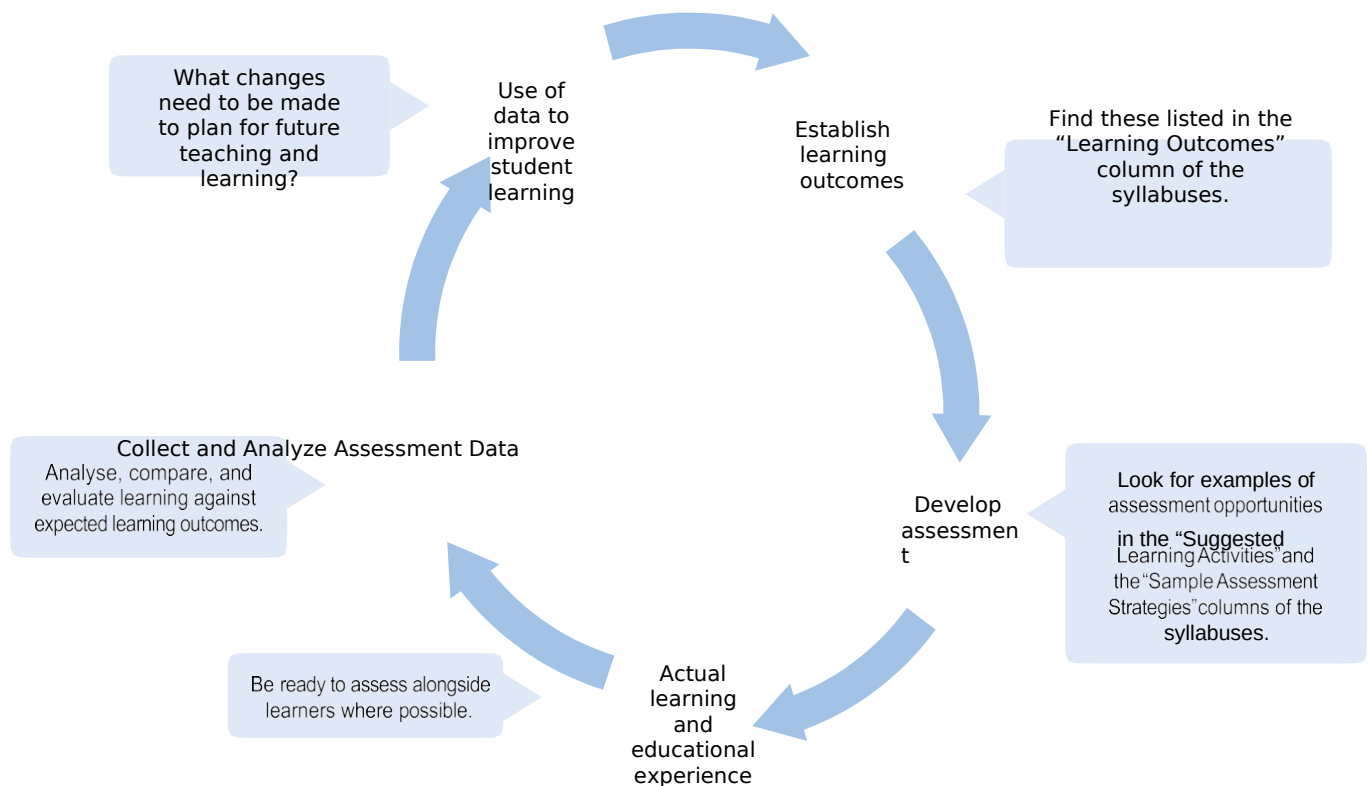 What changes
need to be made
to plan for future
teaching and
learning?
Use of
data to
improve
student
learning
Establish
learning
outcomes
Find these listed in the
“Learning Outcomes”
column of the
syllabuses.
Develop
assessmen
t
Look for examples of
assessment opportunities
in the “Suggested
Learning Activities” and
the “Sample Assessment
Strategies” columns of the
syllabuses.
Actual
learning
and
educational
experience
Be ready to assess alongside
learners where possible.
Collect and Analyze Assessment Data
Analyse, compare, and
evaluate learning against
expected learning outcomes.